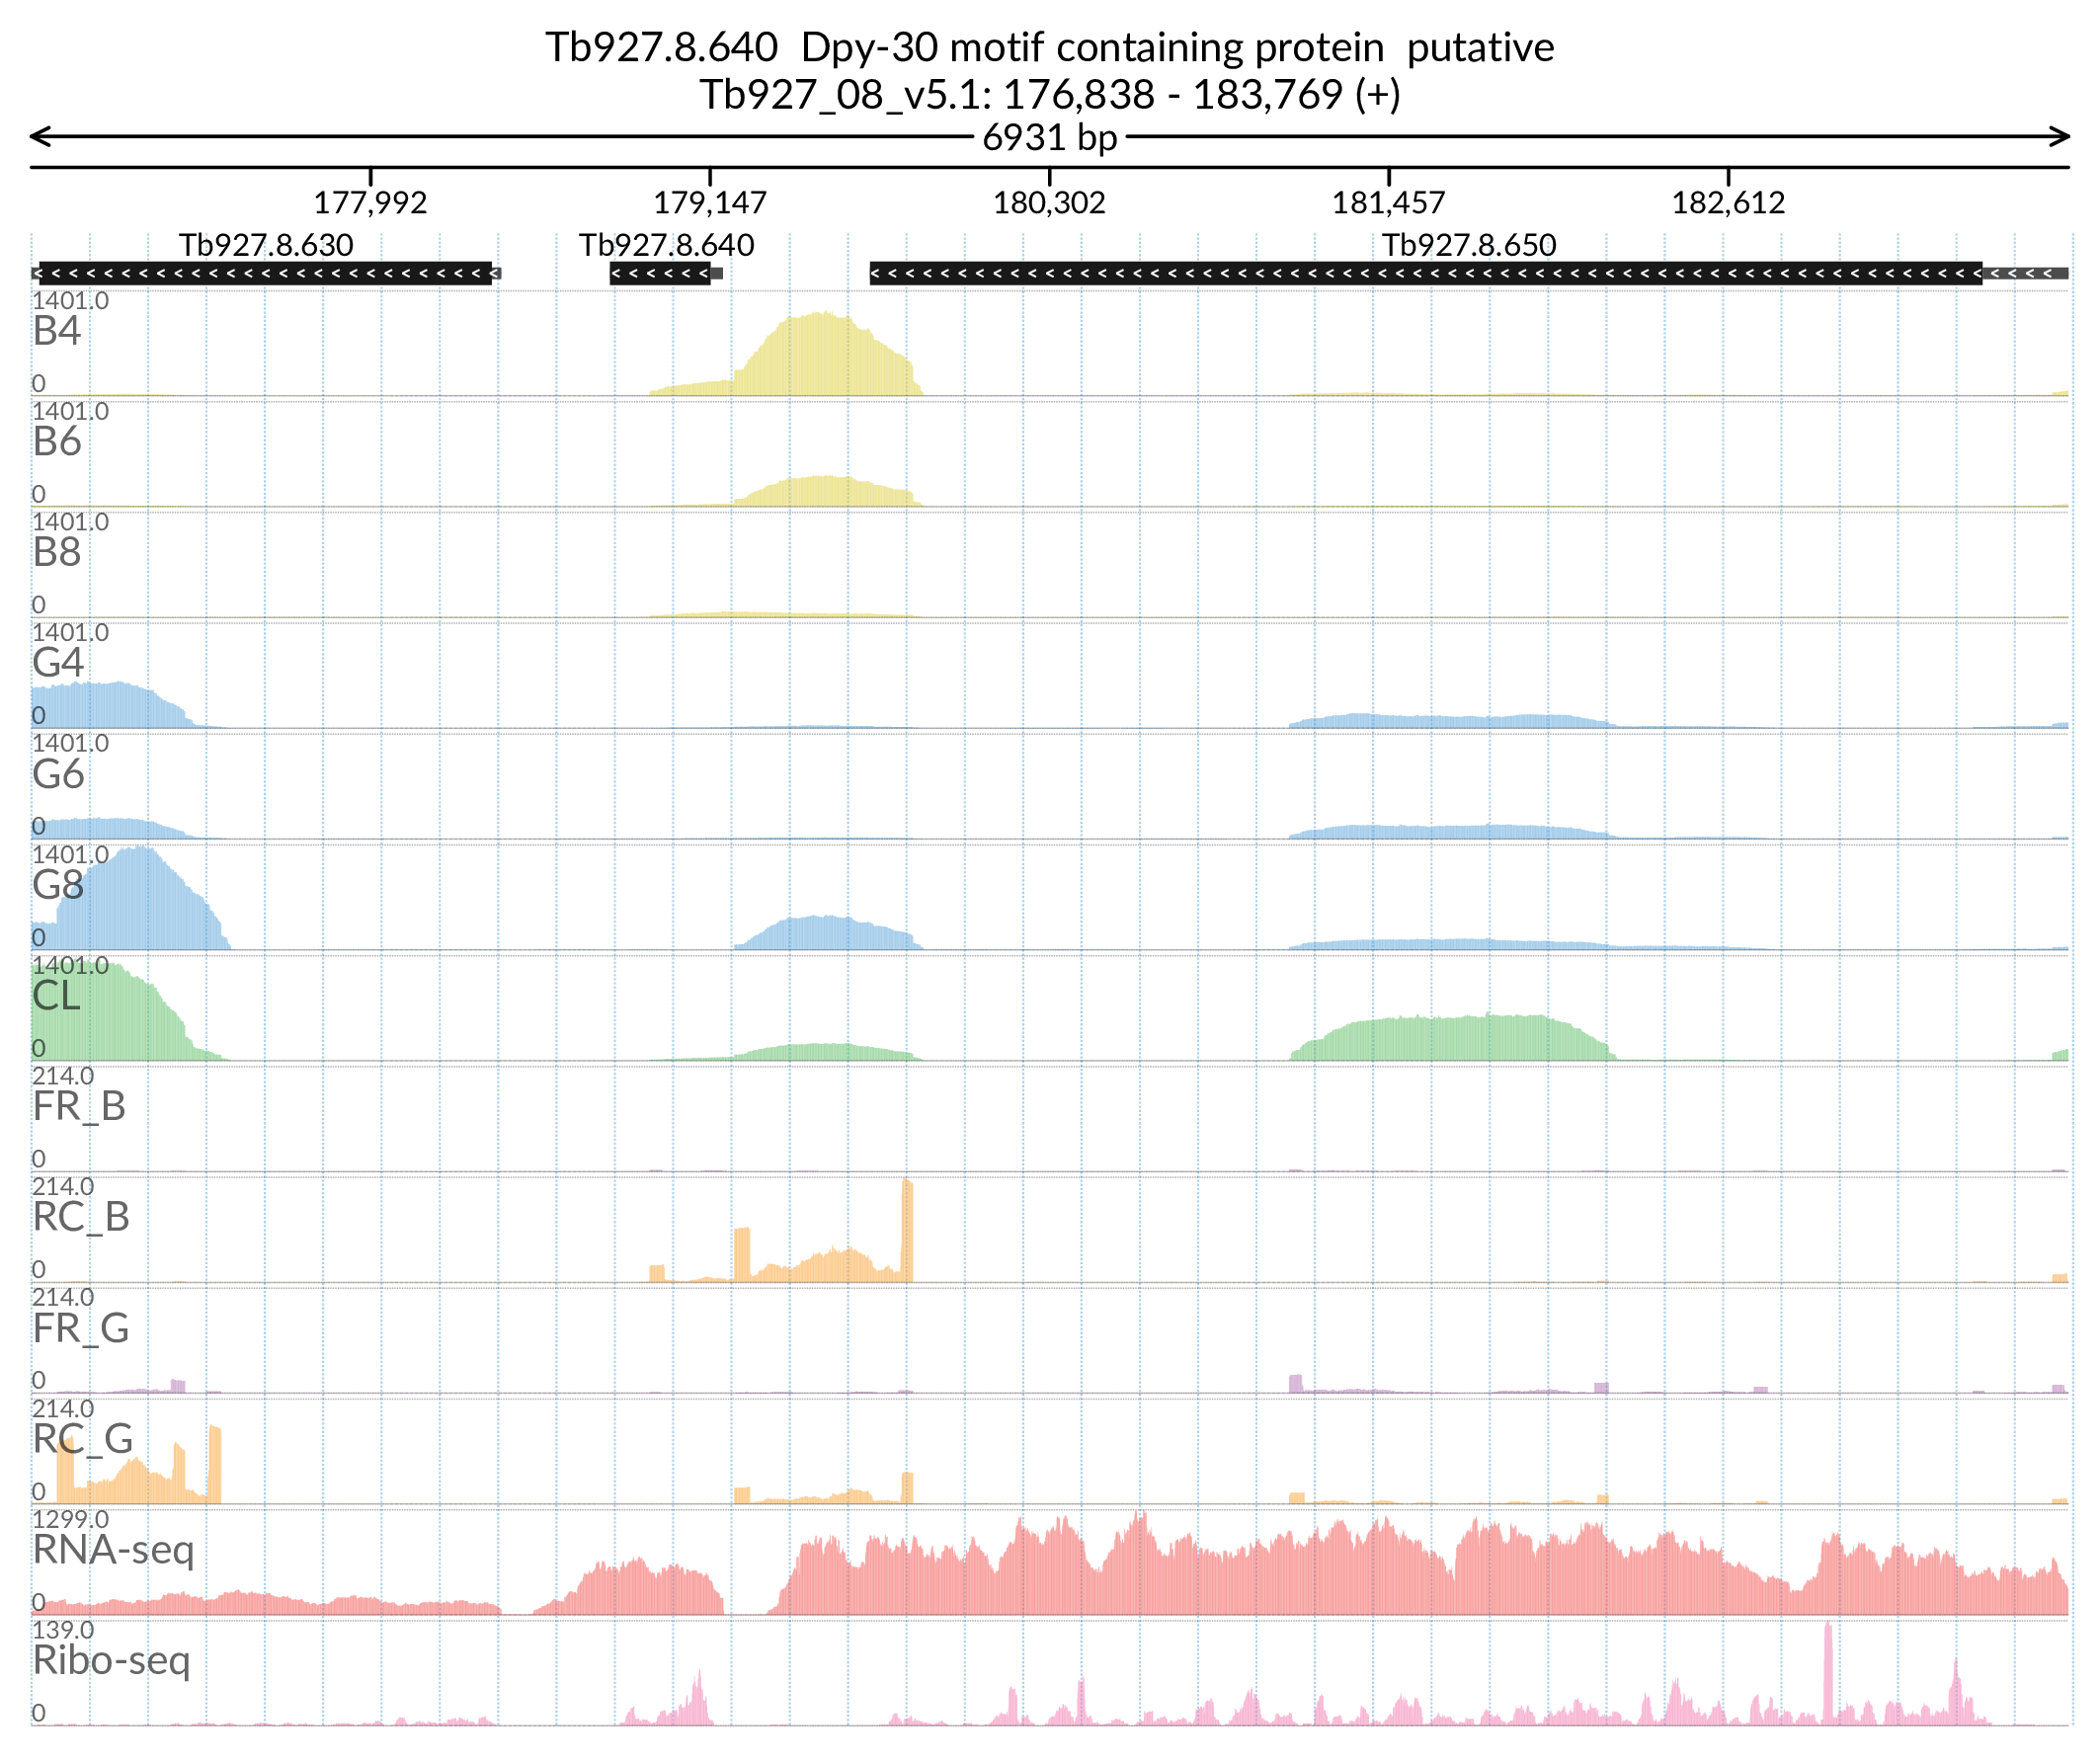 Tb927.8.640  Dpy-30 motif containing protein  putative
Tb927_08_v5.1: 176,838 - 183,769 (+)
6931 bp
177,992 179,147 180,302 181,457 182,612
Tb927.8.630 Tb927.8.640 Tb927.8.650
1401.0
B4
0
1401.0
B6
0
1401.0
B8
0
1401.0
G4
0
1401.0
G6
0
1401.0
G8
0
1401.0
CL
0
214.0
FR_B
0
214.0
RC_B
0
214.0
FR_G
0
214.0
RC_G
0
1299.0
RNA-seq
0
139.0
Ribo-seq
0